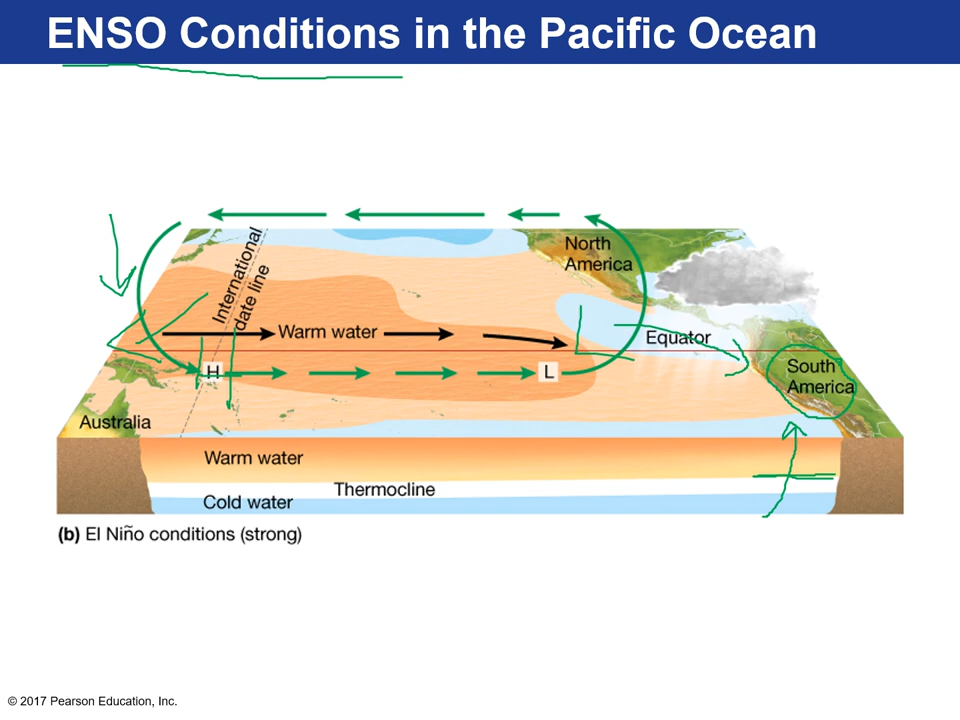 ENSO Conditions in the Pacific Ocean
North
America
International
date line
Warm water
Equator
H
L
South
America
Australia
Warm water
Thermocline
Cold water
(b) El Niño conditions (strong)
© 2017 Pearson Education, Inc.